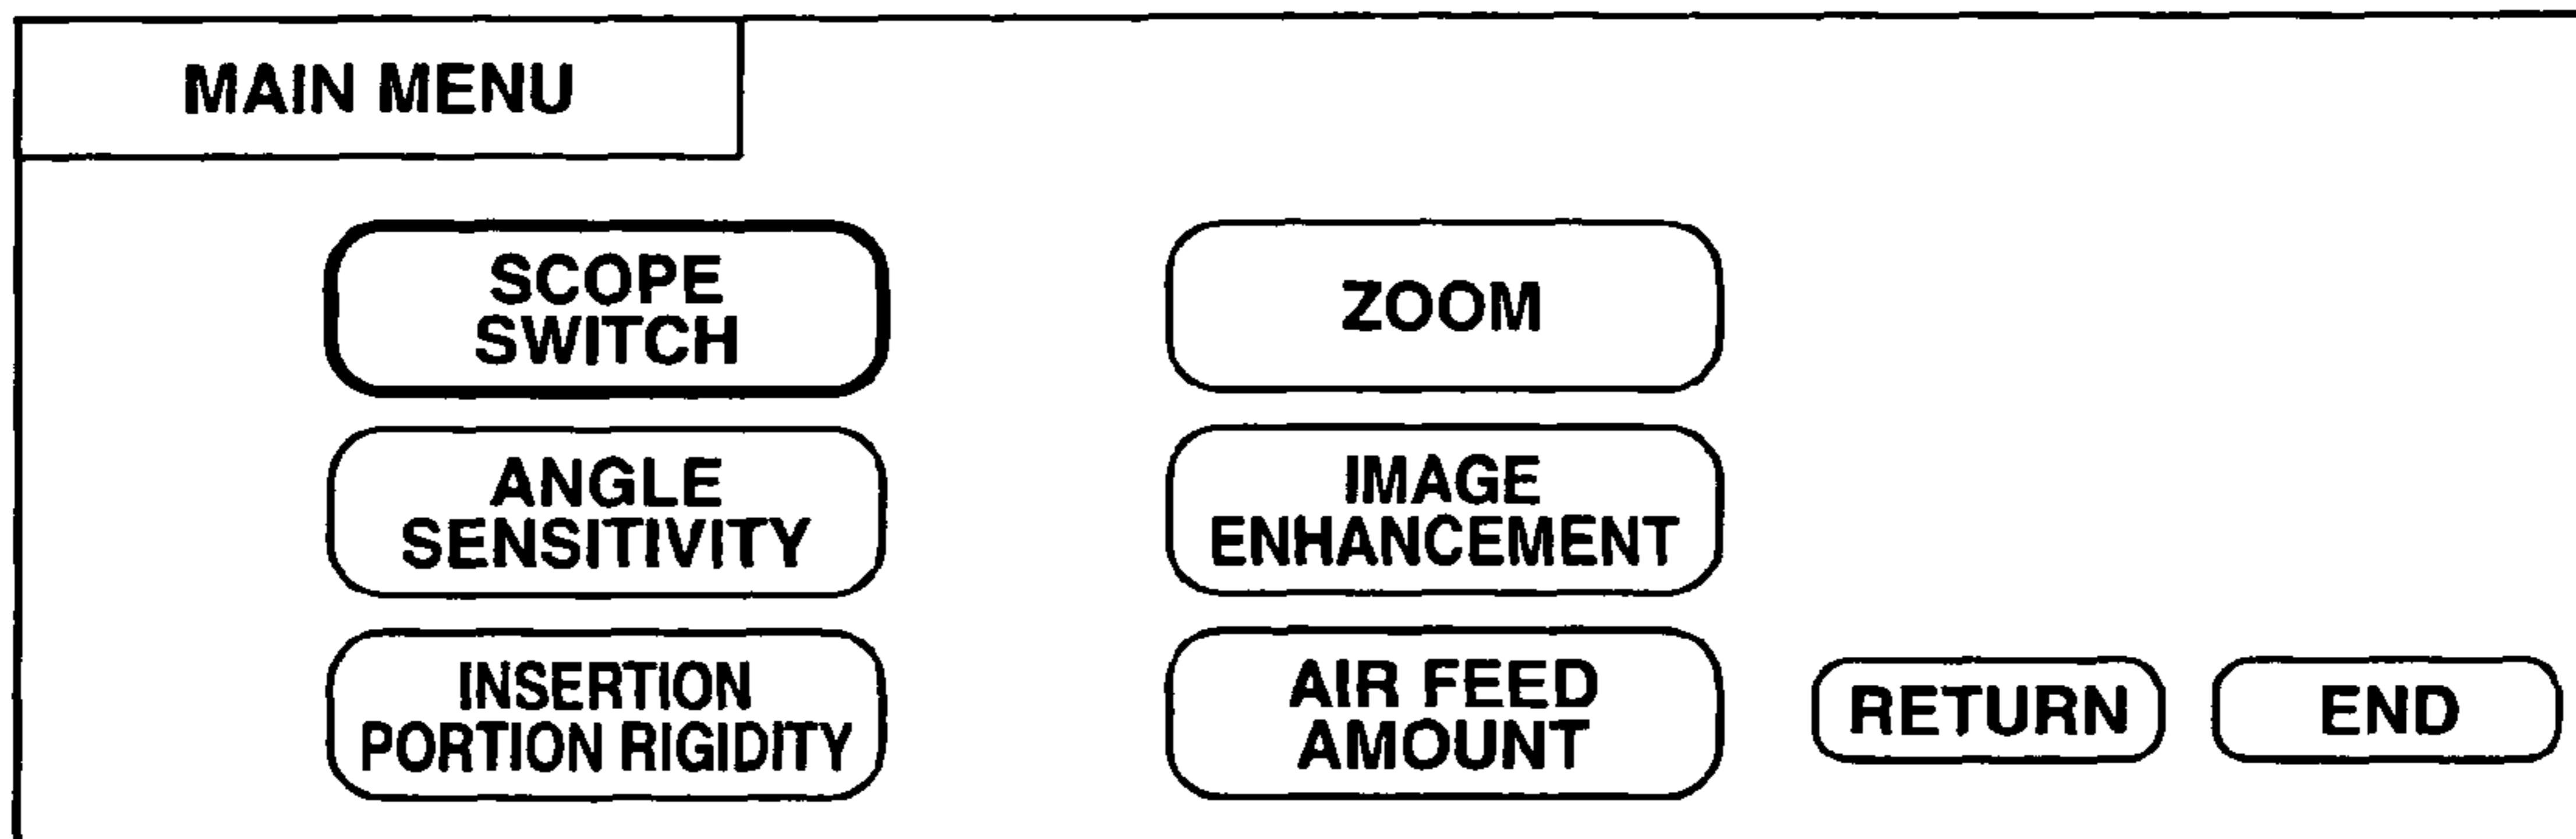 MAIN MENU
SCOPE
SWITCH
ZOOM
ANGLE
SENSITIVITY
IMAGE
ENHANCEMENT
INSERTION
PORTION RIGIDITY
AIR FEED
AMOUNT
RETURN
END